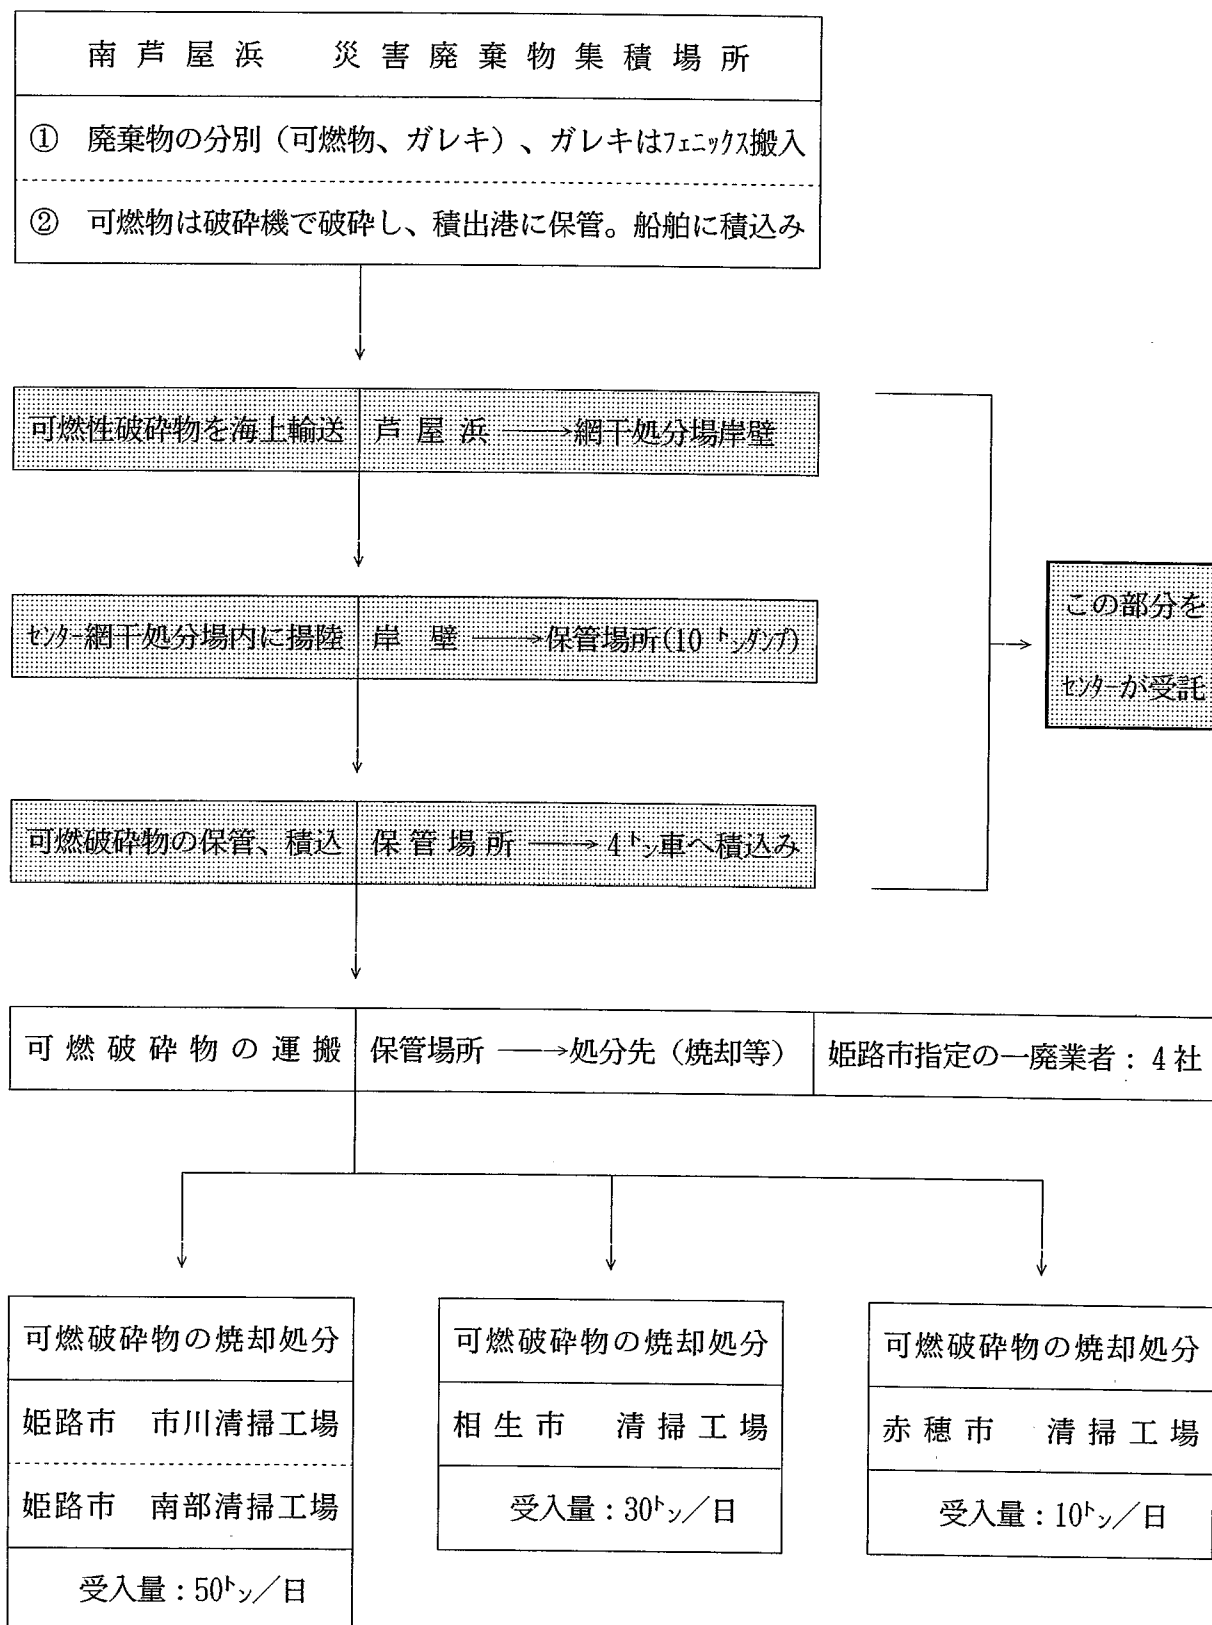 南芦屋浜　災害廃棄物集積場所
①　廃棄物の分別（可燃物、ガレキ）、ガレキはフェニックス搬入
②　可燃物は破砕機で破砕し、積出港に保管。船舶に積込み
可燃性破砕物を海上輸送　芦屋浜　──→網干処分場岸壁
センター網干処分場内に揚陸　岸壁　──→保管場所(10トンダンプ)
この部分を
センターが受託
可燃破砕物の保管、積込　保管場所　──→4トン車へ積込み
可燃破砕物の運搬　保管場所　──→処分先（焼却等）　姫路市指定の一廃業者：4社
可燃破砕物の焼却処分
姫路市　市川清掃工場
姫路市　南部清掃工場
受入量：50トン／日
可燃破砕物の焼却処分
相生市　清掃工場
受入量：30トン／日
可燃破砕物の焼却処分
赤穂市　清掃工場
受入量：10トン／日